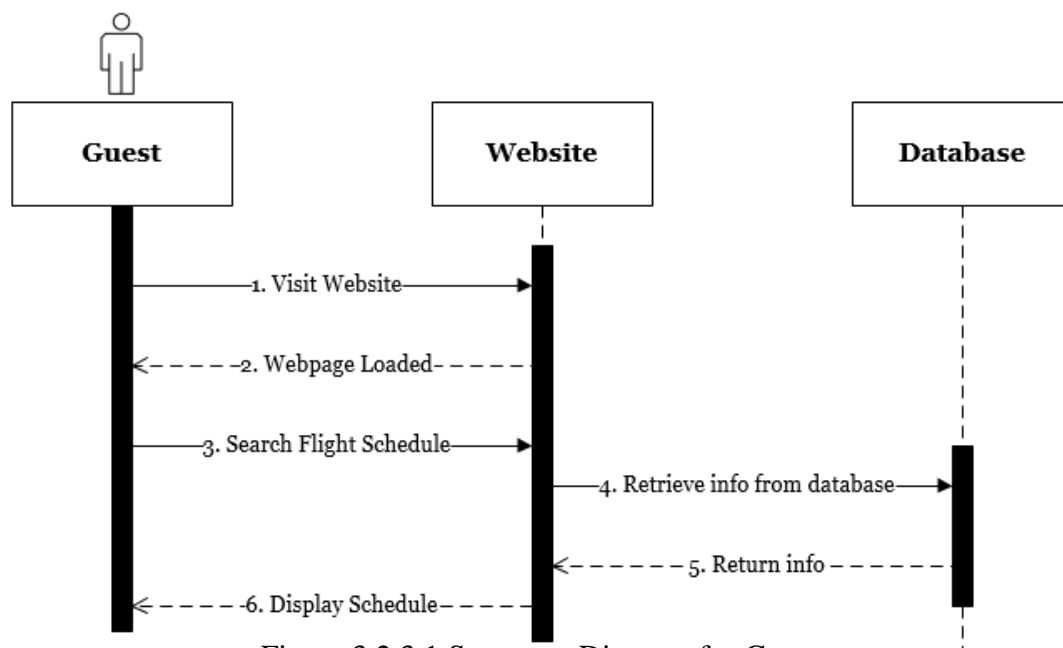 Guest
Website
Database
1. Visit Website
2. Webpage Loaded
3. Search Flight Schedule
4. Retrieve info from database
5. Return info
6. Display Schedule